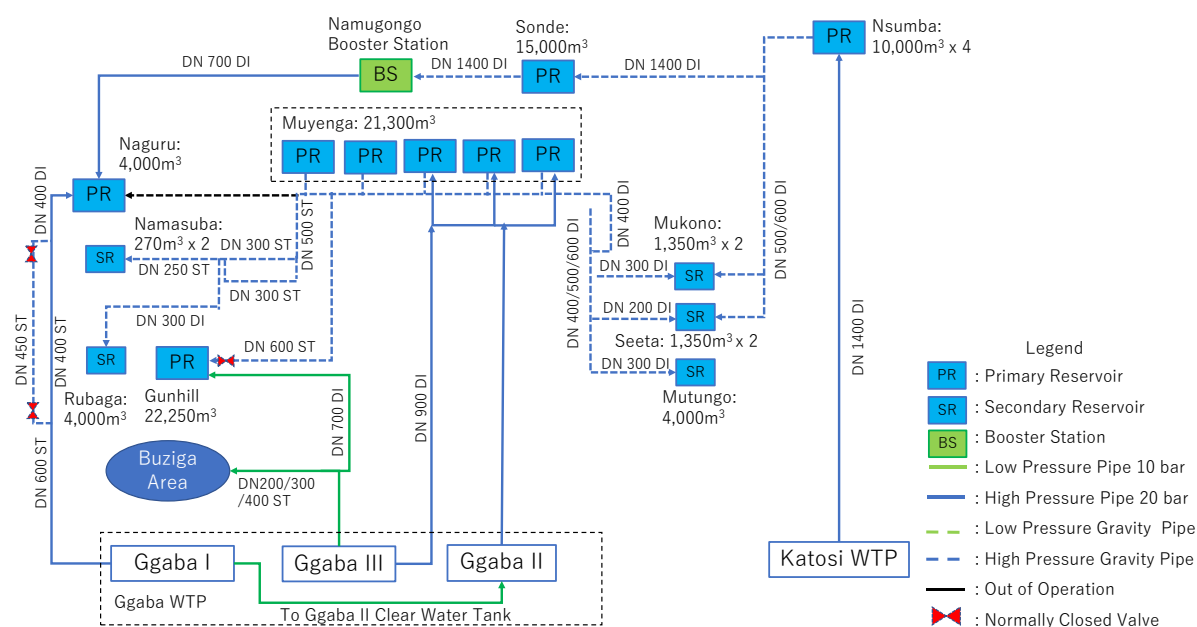 Namugongo
Booster Station
Sonde:
15,000m³
Nsumba:
10,000m³ x 4
PR
DN 700 DI
BS
DN 1400 DI
PR
DN 1400 DI
Muyenga: 21,300m³
PR
PR
PR
PR
PR
Naguru:
4,000m³
PR
DN 400 DI
Namasuba:
270m³ x 2
DN 300 ST
SR
DN 250 ST
DN 500 ST
DN 300 ST
DN 400 DI
Mukono:
1,350m³ x 2
DN 500/600 DI
DN 300 DI
SR
DN 400/500/600 DI
DN 200 DI
SR
Seeta: 1,350m³ x 2
DN 300 DI
SR
Mutungo:
4,000m³
DN 300 DI
SR
Rubaga:
4,000m³
PR
DN 600 ST
Gunhill
22,250m³
DN 450 ST
DN 400 ST
DN 600 ST
DN 700 DI
DN 900 DI
DN 1400 DI
Buziga
Area
DN200/300
/400 ST
Ggaba I
Ggaba III
Ggaba II
Ggaba WTP
To Ggaba II Clear Water Tank
Katosi WTP
Legend
PR : Primary Reservoir
SR : Secondary Reservoir
BS : Booster Station
: Low Pressure Pipe 10 bar
: High Pressure Pipe 20 bar
: Low Pressure Gravity Pipe
: High Pressure Gravity Pipe
: Out of Operation
: Normally Closed Valve